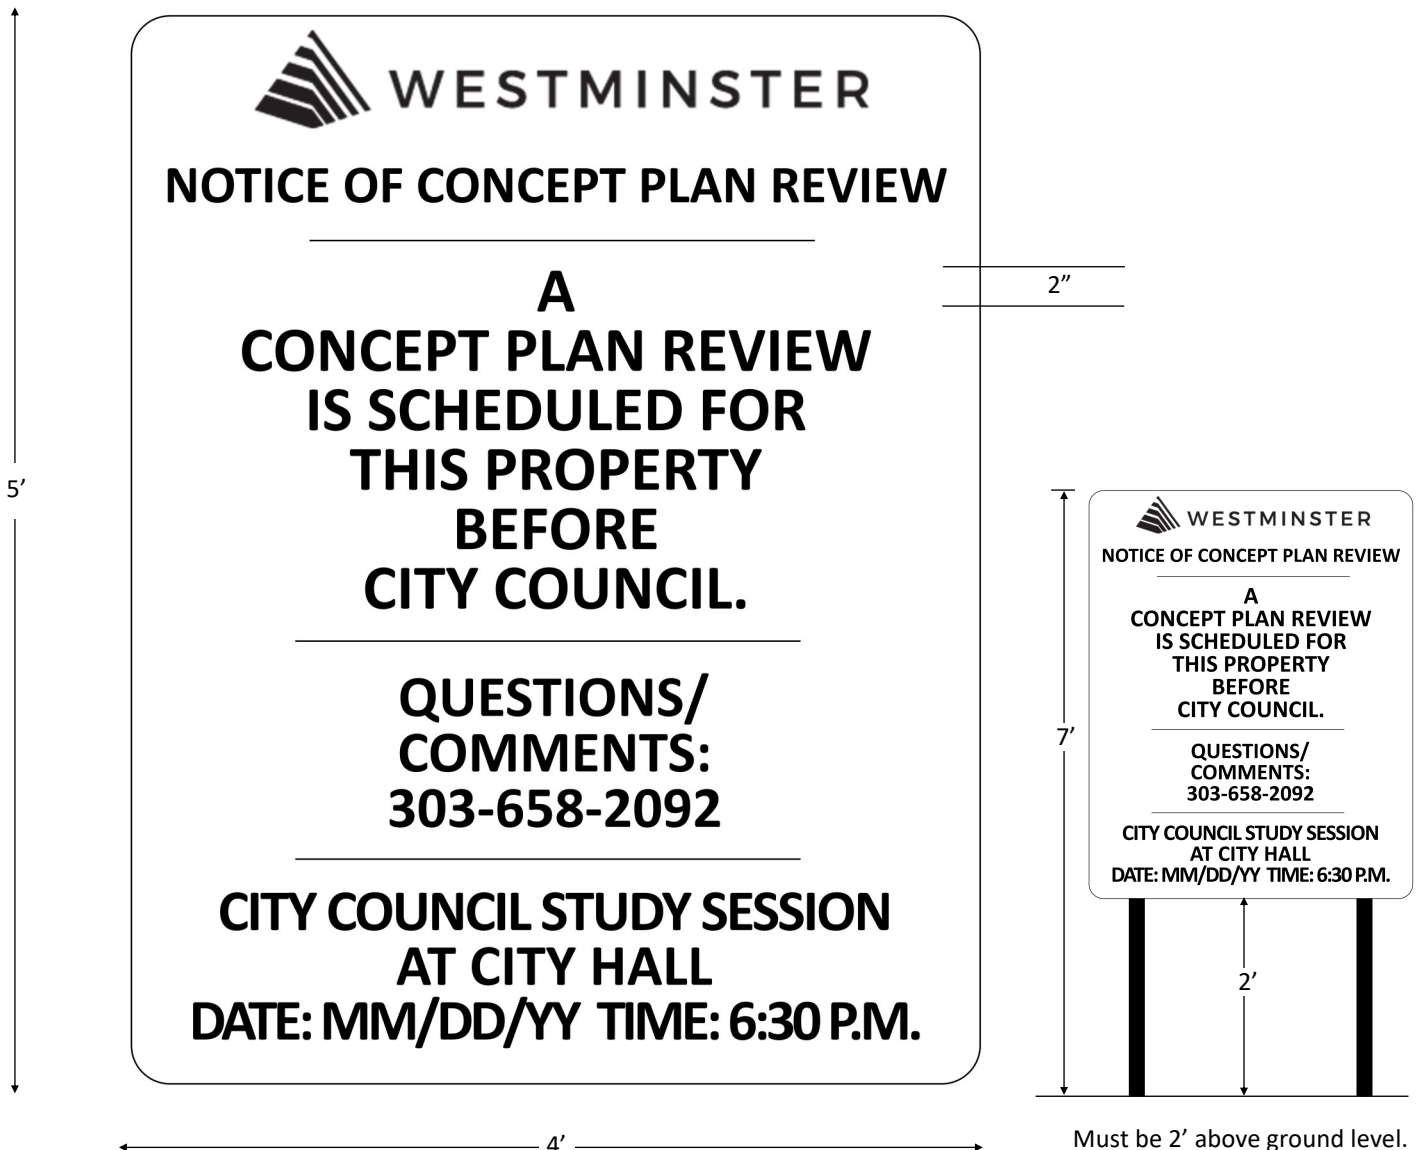 WESTMINSTER
NOTICE OF CONCEPT PLAN REVIEW
A
CONCEPT PLAN REVIEW
IS SCHEDULED FOR
THIS PROPERTY
BEFORE
CITY COUNCIL.
QUESTIONS/
COMMENTS:
303-658-2092
CITY COUNCIL STUDY SESSION
AT CITY HALL
DATE: MM/DD/YY TIME: 6:30 P.M.
5’
4’
2”
WESTMINSTER
NOTICE OF CONCEPT PLAN REVIEW
A
CONCEPT PLAN REVIEW
IS SCHEDULED FOR
THIS PROPERTY
BEFORE
CITY COUNCIL.
QUESTIONS/
COMMENTS:
303-658-2092
CITY COUNCIL STUDY SESSION
AT CITY HALL
DATE: MM/DD/YY TIME: 6:30 P.M.
7’
2’
Must be 2’ above ground level.